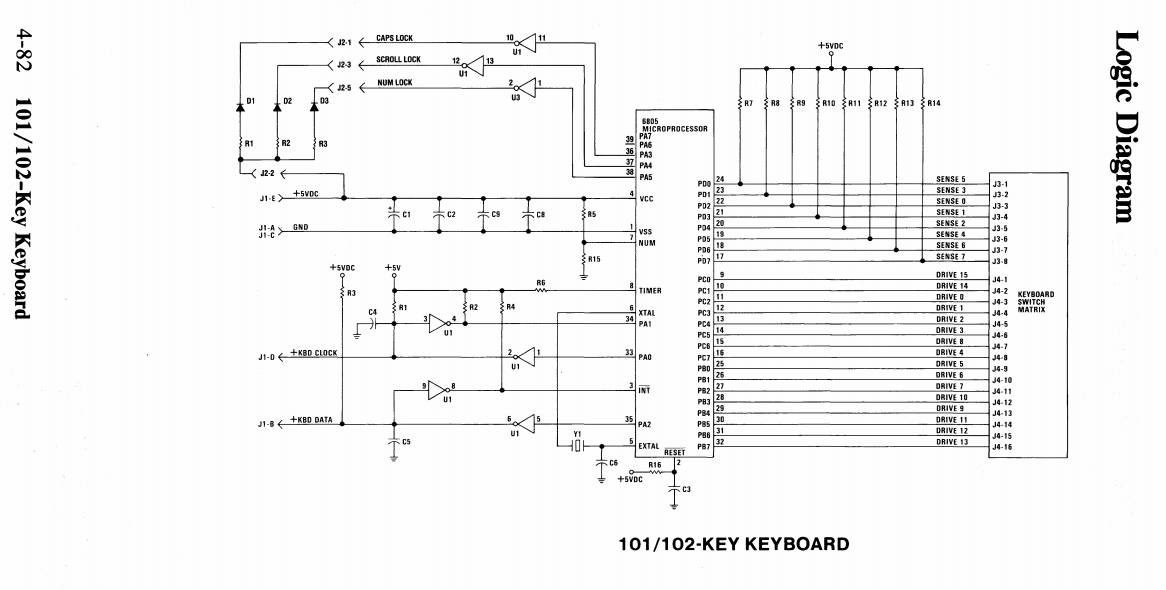 Logic Diagram
4-82 101/102-Key Keyboard
+5VDC
J2-1 CAPS LOCK 10 U1 11
J2-3 SCROLL LOCK 12 U1 13
J2-5 NUM LOCK 2 U3 1
D1 D2 D3
R1 R2 R3
J2-2
J1-E +5VDC
C1 C2 C9 C8 R5
+
J1-A GND
J1-C
R15
6805
MICROPROCESSOR
39 PA7
PA6
36 PA3
37 PA4
38 PA5
4 VCC
1 VSS
7 NUM
8 TIMER
6 XTAL
34 PA1
33 PA0
3 INT
35 PA2
5 EXTAL
RESET
2
+5VDC +5V
R3 R1 R2 R4 R6
C4 3 U1 4
J1-D +KBD CLOCK 2 U1 1
9 U1 8
J1-B +KBD DATA 6 U1 5
C5 Y1 C6
+5VDC R16 C3
R7 R8 R9 R10 R11 R12 R13 R14
PD0 24 SENSE 5 J3-1
PD1 23 SENSE 3 J3-2
PD2 22 SENSE 0 J3-3
PD3 21 SENSE 1 J3-4
PD4 20 SENSE 2 J3-5
PD5 19 SENSE 4 J3-6
PD6 18 SENSE 6 J3-7
PD7 17 SENSE 7 J3-8
PC0 9 DRIVE 15 J4-1
PC1 10 DRIVE 14 J4-2
PC2 11 DRIVE 0 J4-3
PC3 12 DRIVE 1 J4-4
PC4 13 DRIVE 2 J4-5
PC5 14 DRIVE 3 J4-6
PC6 15 DRIVE 8 J4-7
PC7 16 DRIVE 4 J4-8
PB0 25 DRIVE 5 J4-9
PB1 26 DRIVE 6 J4-10
PB2 27 DRIVE 7 J4-11
PB3 28 DRIVE 10 J4-12
PB4 29 DRIVE 9 J4-13
PB5 30 DRIVE 11 J4-14
PB6 31 DRIVE 12 J4-15
PB7 32 DRIVE 13 J4-16
KEYBOARD
SWITCH
MATRIX
101/102-KEY KEYBOARD